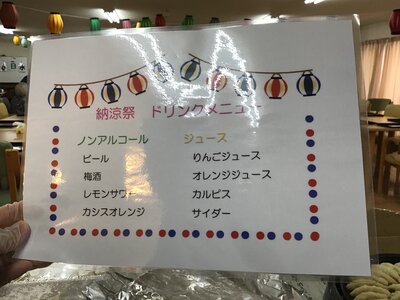 納涼祭 ドリンクメニュー
ノンアルコール ジュース
ビール りんごジュース
梅酒 オレンジジュース
レモンサワー カルピス
カシスオレンジ サイダー